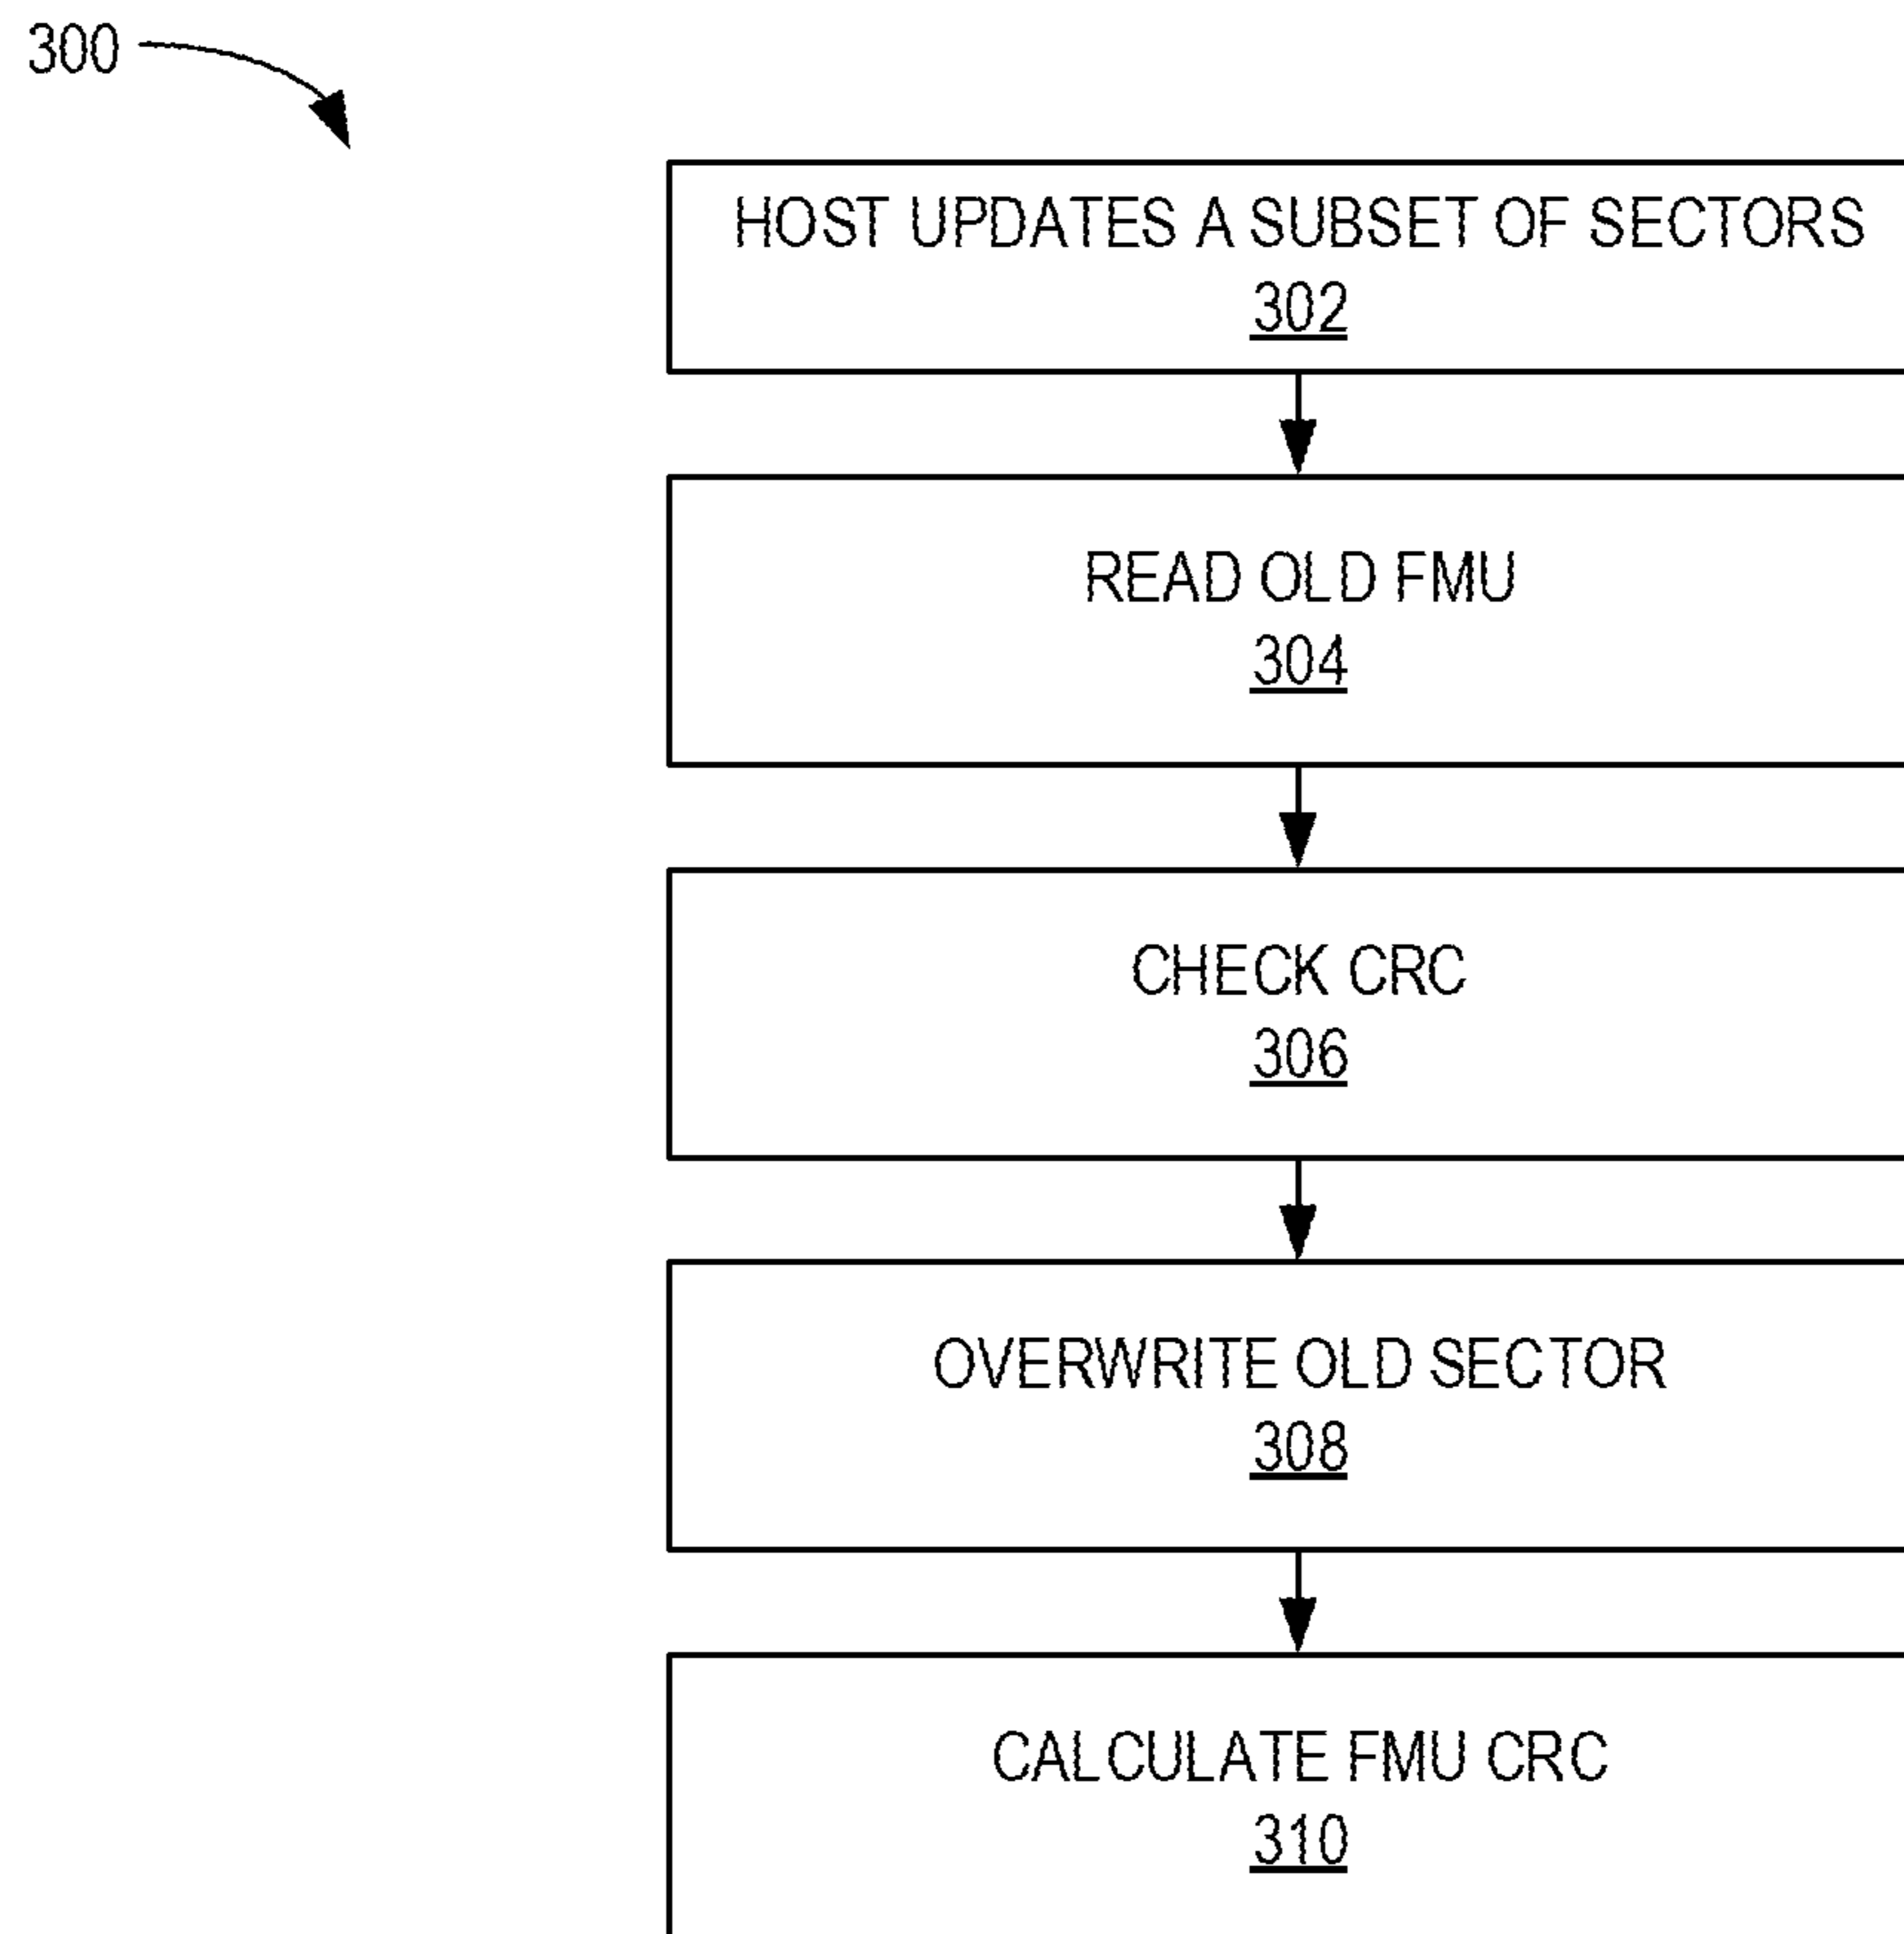 300
HOST UPDATES A SUBSET OF SECTORS
302
READ OLD FMU
304
CHECK CRC
306
OVERWRITE OLD SECTOR
308
CALCULATE FMU CRC
310